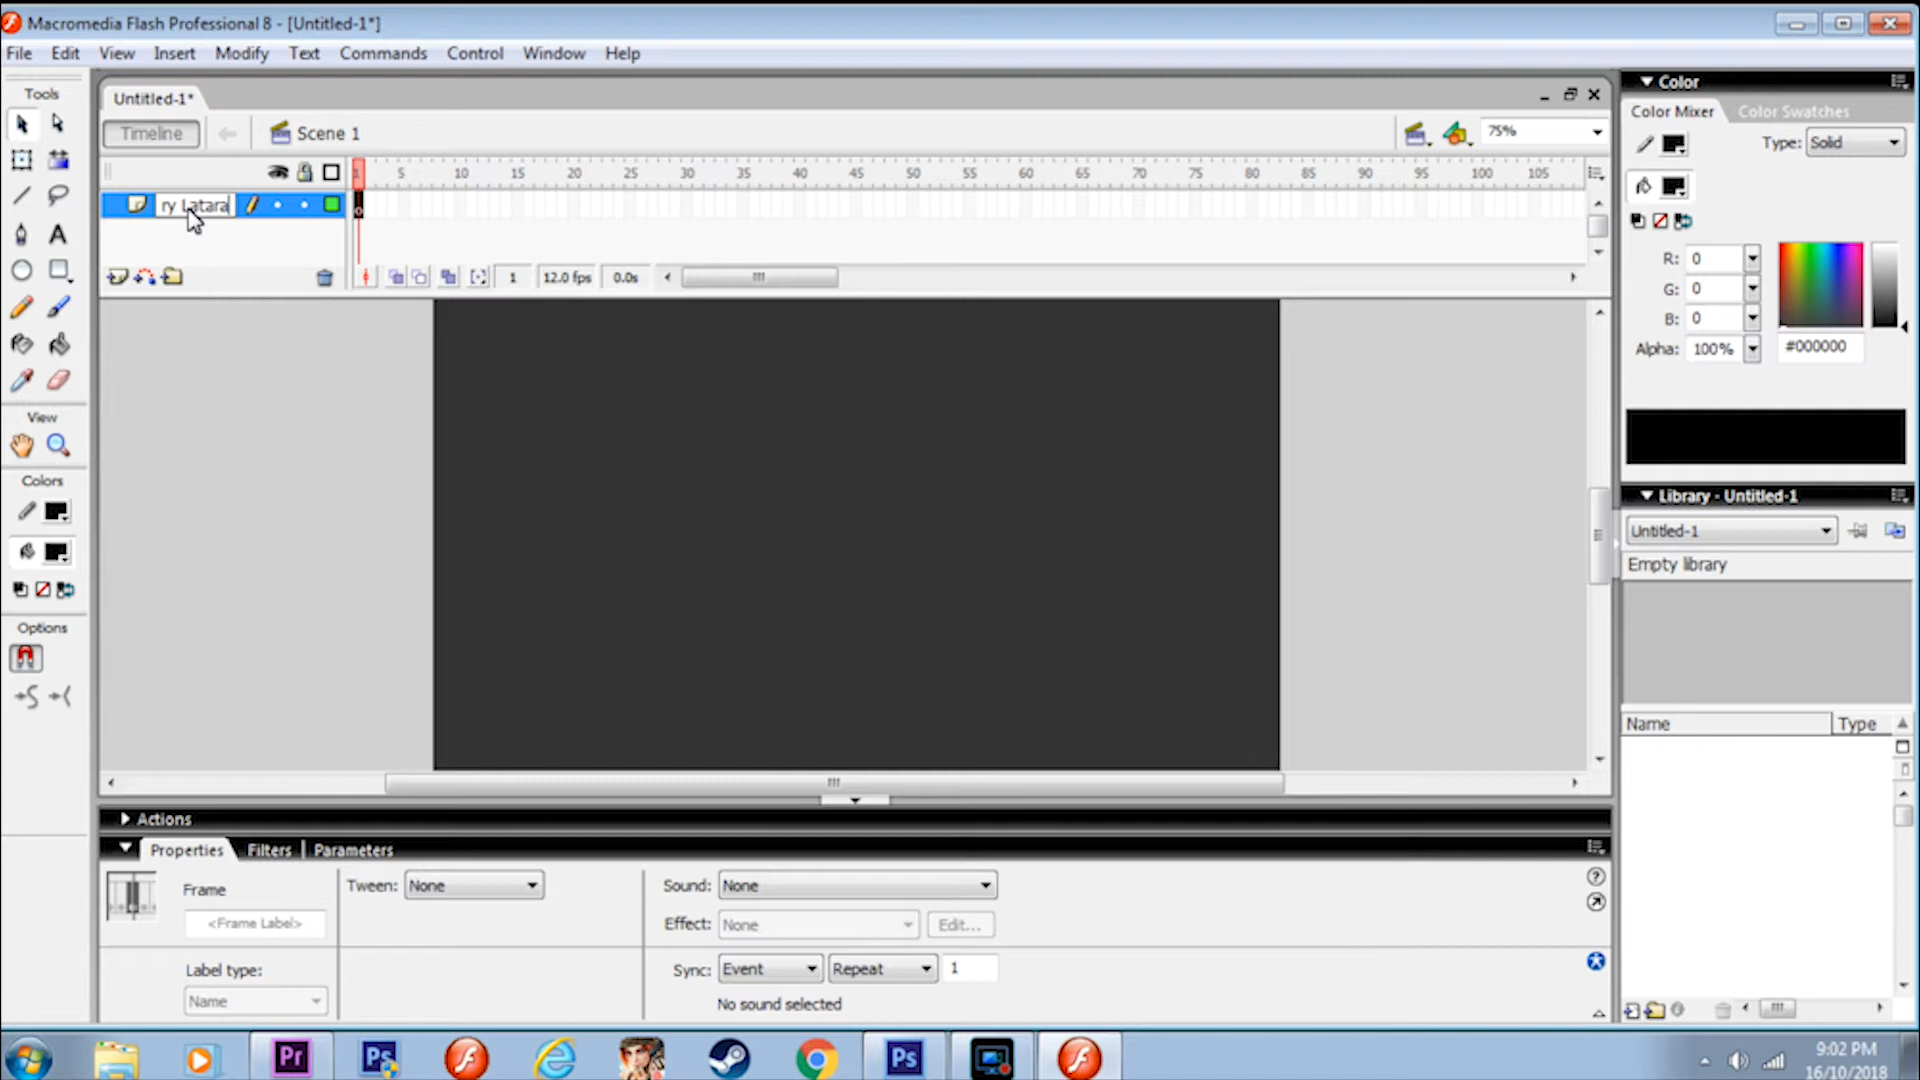 Macromedia Flash Professional 8 - [Untitled-1*]
File Edit View Insert Modify Text Commands Control Window Help
Tools
Untitled-1*
Timeline
Scene 1
75%
1 5 10 15 20 25 30 35 40 45 50 55 60 65 70 75 80 85 90 95 100 105
ry Latara
1 12.0 fps 0.0s
View
Colors
Options
Color
Color Mixer Color Swatches
Type: Solid
R: 0
G: 0
B: 0
Alpha: 100% #000000
Library - Untitled-1
Untitled-1
Empty library
Name Type
Actions
Properties Filters Parameters
Frame
<Frame Label>
Label type:
Name
Tween: None
Sound: None
Effect: None Edit...
Sync: Event Repeat 1
No sound selected
Pr Ps Ps
9:02 PM
16/10/2018